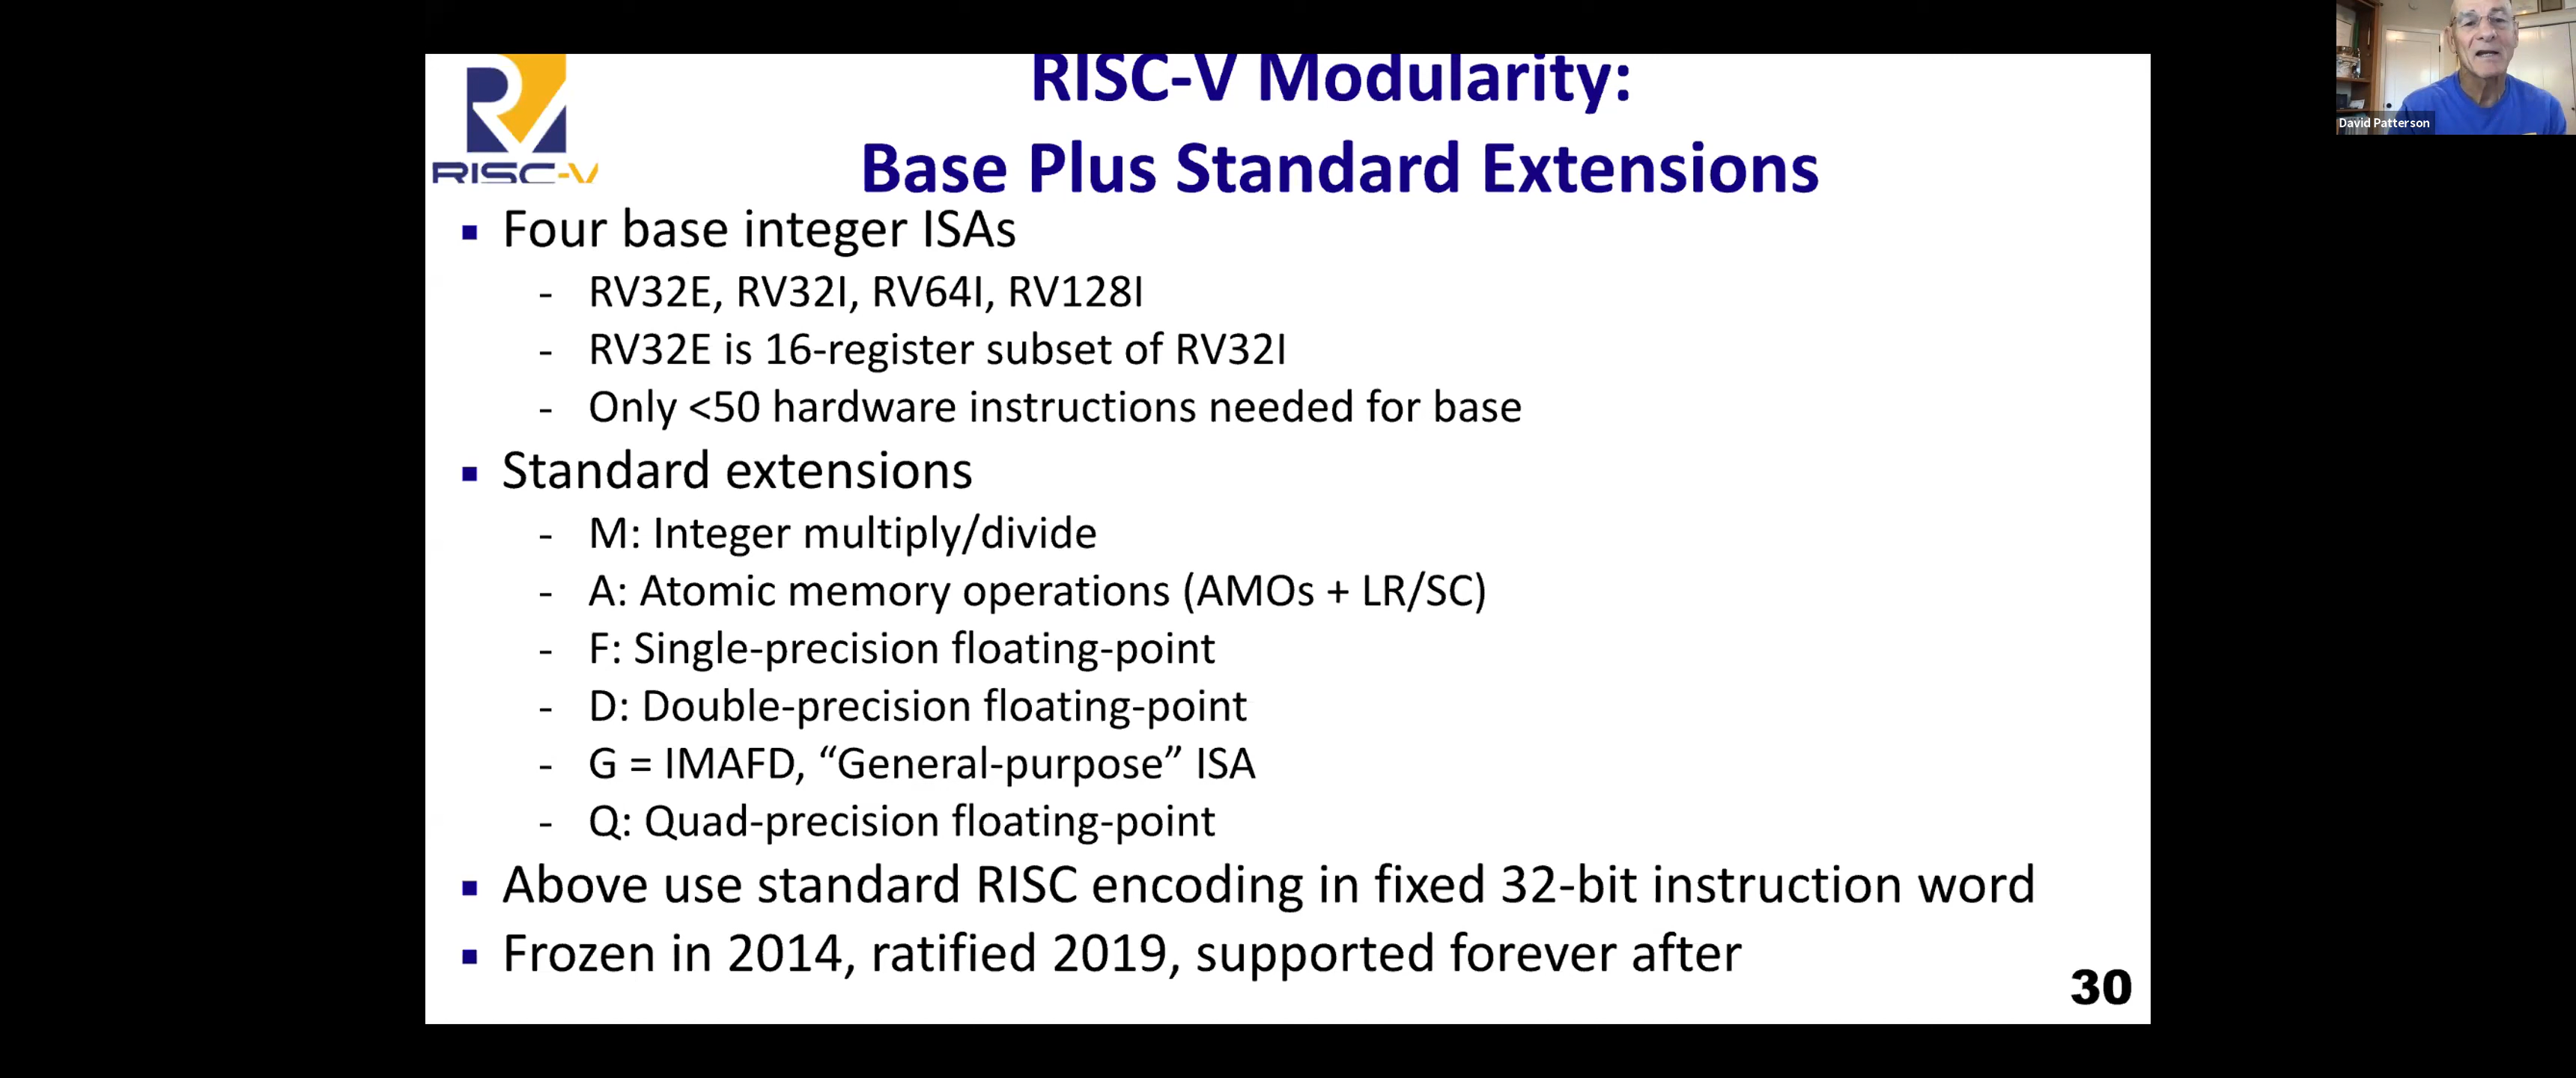 RISC-V Modularity:
Base Plus Standard Extensions
RISC-V
▪ Four base integer ISAs
- RV32E, RV32I, RV64I, RV128I
- RV32E is 16-register subset of RV32I
- Only <50 hardware instructions needed for base
▪ Standard extensions
- M: Integer multiply/divide
- A: Atomic memory operations (AMOs + LR/SC)
- F: Single-precision floating-point
- D: Double-precision floating-point
- G = IMAFD, “General-purpose” ISA
- Q: Quad-precision floating-point
▪ Above use standard RISC encoding in fixed 32-bit instruction word
▪ Frozen in 2014, ratified 2019, supported forever after
30
David Patterson